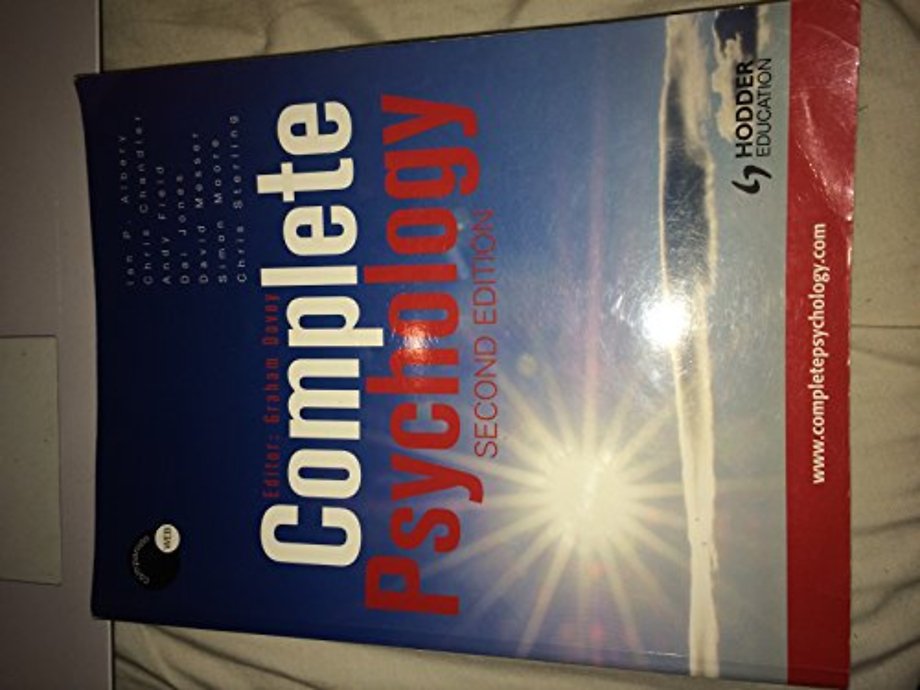 Ian P. Albery
Chris Chandler
Andy Field
Dai Jones
David Messer
Simon Moore
Chris Sterling
Editor: Graham Davey
Complete
Psychology
SECOND EDITION
companion
WEB
HODDER
EDUCATION
www.completepsychology.com